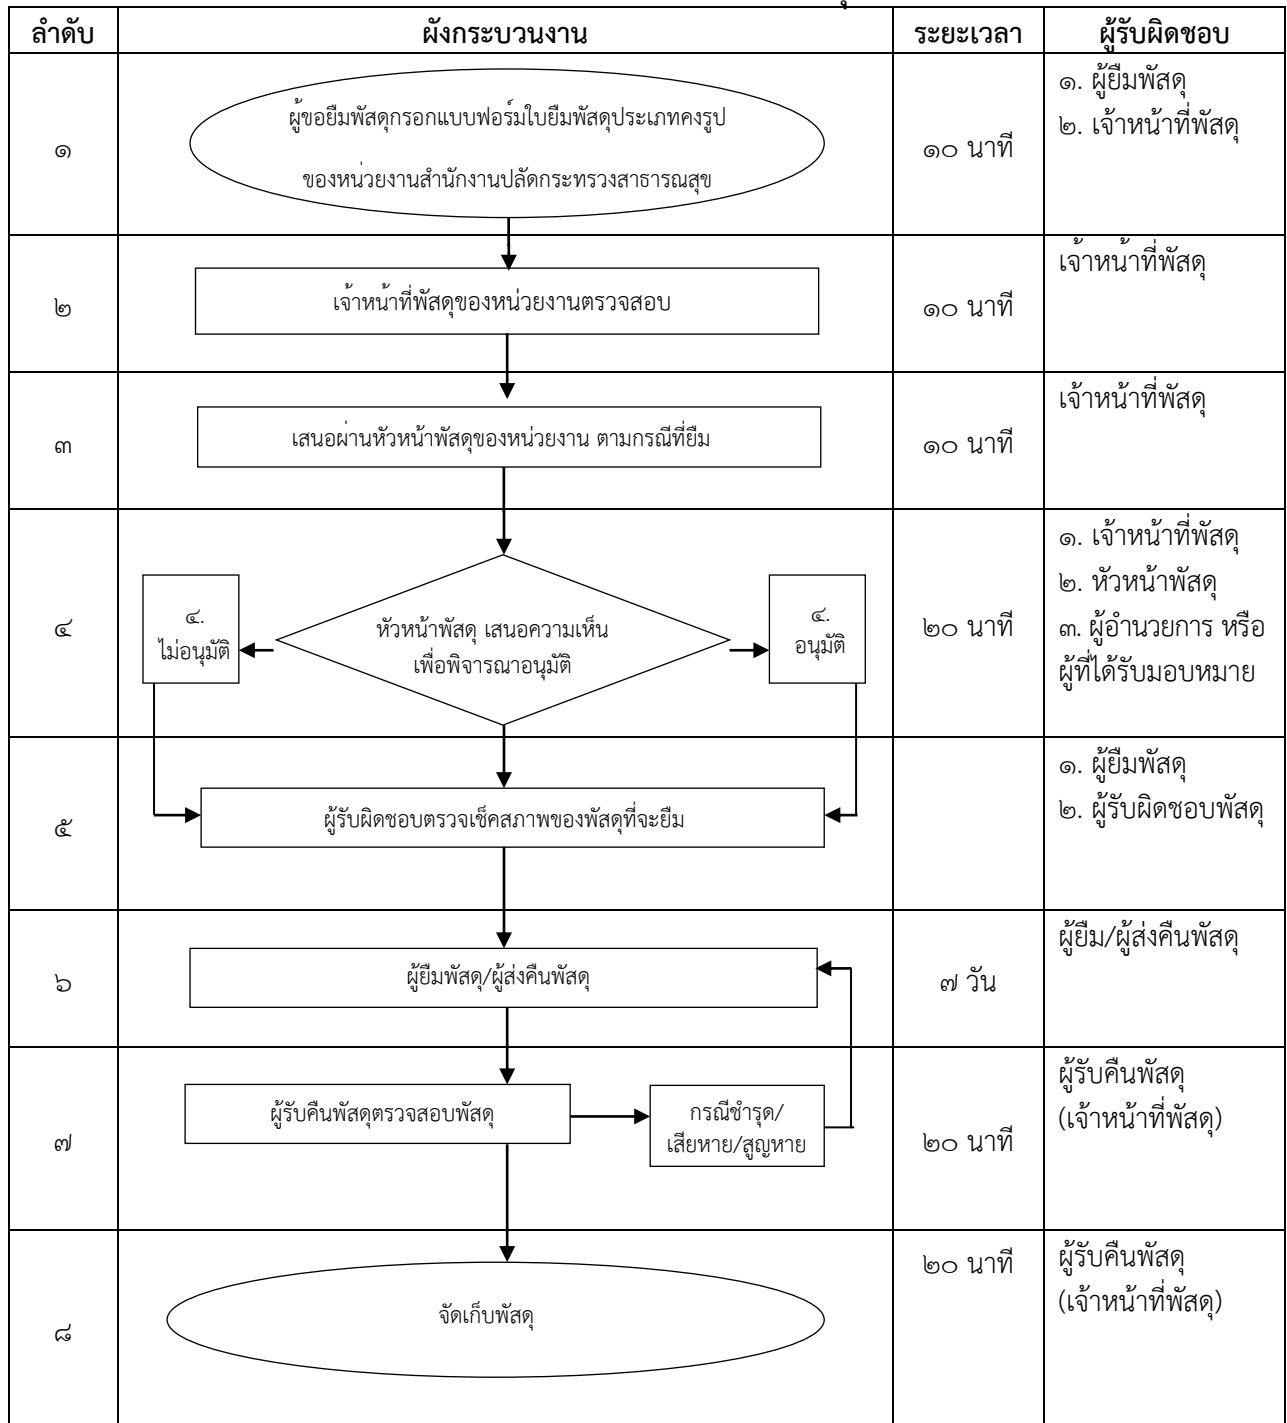 ลำดับ ผังกระบวนงาน ระยะเวลา ผู้รับผิดชอบ
๑
ผู้ขอยืมพัสดุกรอกแบบฟอร์มใบยืมพัสดุประเภทคงรูป
ของหน่วยงานสำนักงานปลัดกระทรวงสาธารณสุข
๑๐ นาที
๑. ผู้ยืมพัสดุ
๒. เจ้าหน้าที่พัสดุ
๒
เจ้าหน้าที่พัสดุของหน่วยงานตรวจสอบ
๑๐ นาที
เจ้าหน้าที่พัสดุ
๓
เสนอผ่านหัวหน้าพัสดุของหน่วยงาน ตามกรณีที่ยืม
๑๐ นาที
เจ้าหน้าที่พัสดุ
๔
๔.
ไม่อนุมัติ
หัวหน้าพัสดุ เสนอความเห็น
เพื่อพิจารณาอนุมัติ
๔.
อนุมัติ
๒๐ นาที
๑. เจ้าหน้าที่พัสดุ
๒. หัวหน้าพัสดุ
๓. ผู้อำนวยการ หรือ
ผู้ที่ได้รับมอบหมาย
๕
ผู้รับผิดชอบตรวจเช็คสภาพของพัสดุที่จะยืม
๑. ผู้ยืมพัสดุ
๒. ผู้รับผิดชอบพัสดุ
๖
ผู้ยืมพัสดุ/ผู้ส่งคืนพัสดุ
๗ วัน
ผู้ยืม/ผู้ส่งคืนพัสดุ
๗
ผู้รับคืนพัสดุตรวจสอบพัสดุ
กรณีชำรุด/
เสียหาย/สูญหาย
๒๐ นาที
ผู้รับคืนพัสดุ
(เจ้าหน้าที่พัสดุ)
๘
จัดเก็บพัสดุ
๒๐ นาที
ผู้รับคืนพัสดุ
(เจ้าหน้าที่พัสดุ)